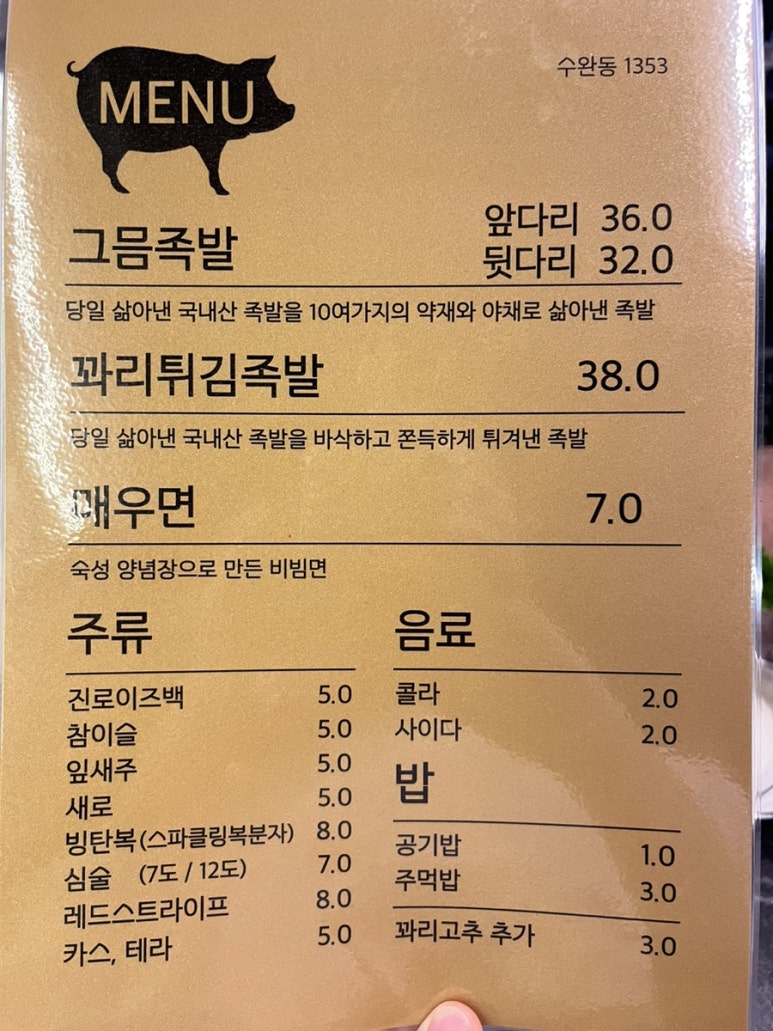 MENU
수완동 1353
그믐족발
앞다리 36.0
뒷다리 32.0
당일 삶아낸 국내산 족발을 10여가지의 약재와 야채로 삶아낸 족발
꽈리튀김족발 38.0
당일 삶아낸 국내산 족발을 바삭하고 쫀득하게 튀겨낸 족발
매우면 7.0
숙성 양념장으로 만든 비빔면
주류
진로이즈백 5.0
참이슬 5.0
잎새주 5.0
새로 5.0
빙탄복(스파클링복분자) 8.0
심술 (7도 / 12도) 7.0
레드스트라이프 8.0
카스, 테라 5.0
음료
콜라 2.0
사이다 2.0
밥
공기밥 1.0
주먹밥 3.0
꽈리고추 추가 3.0